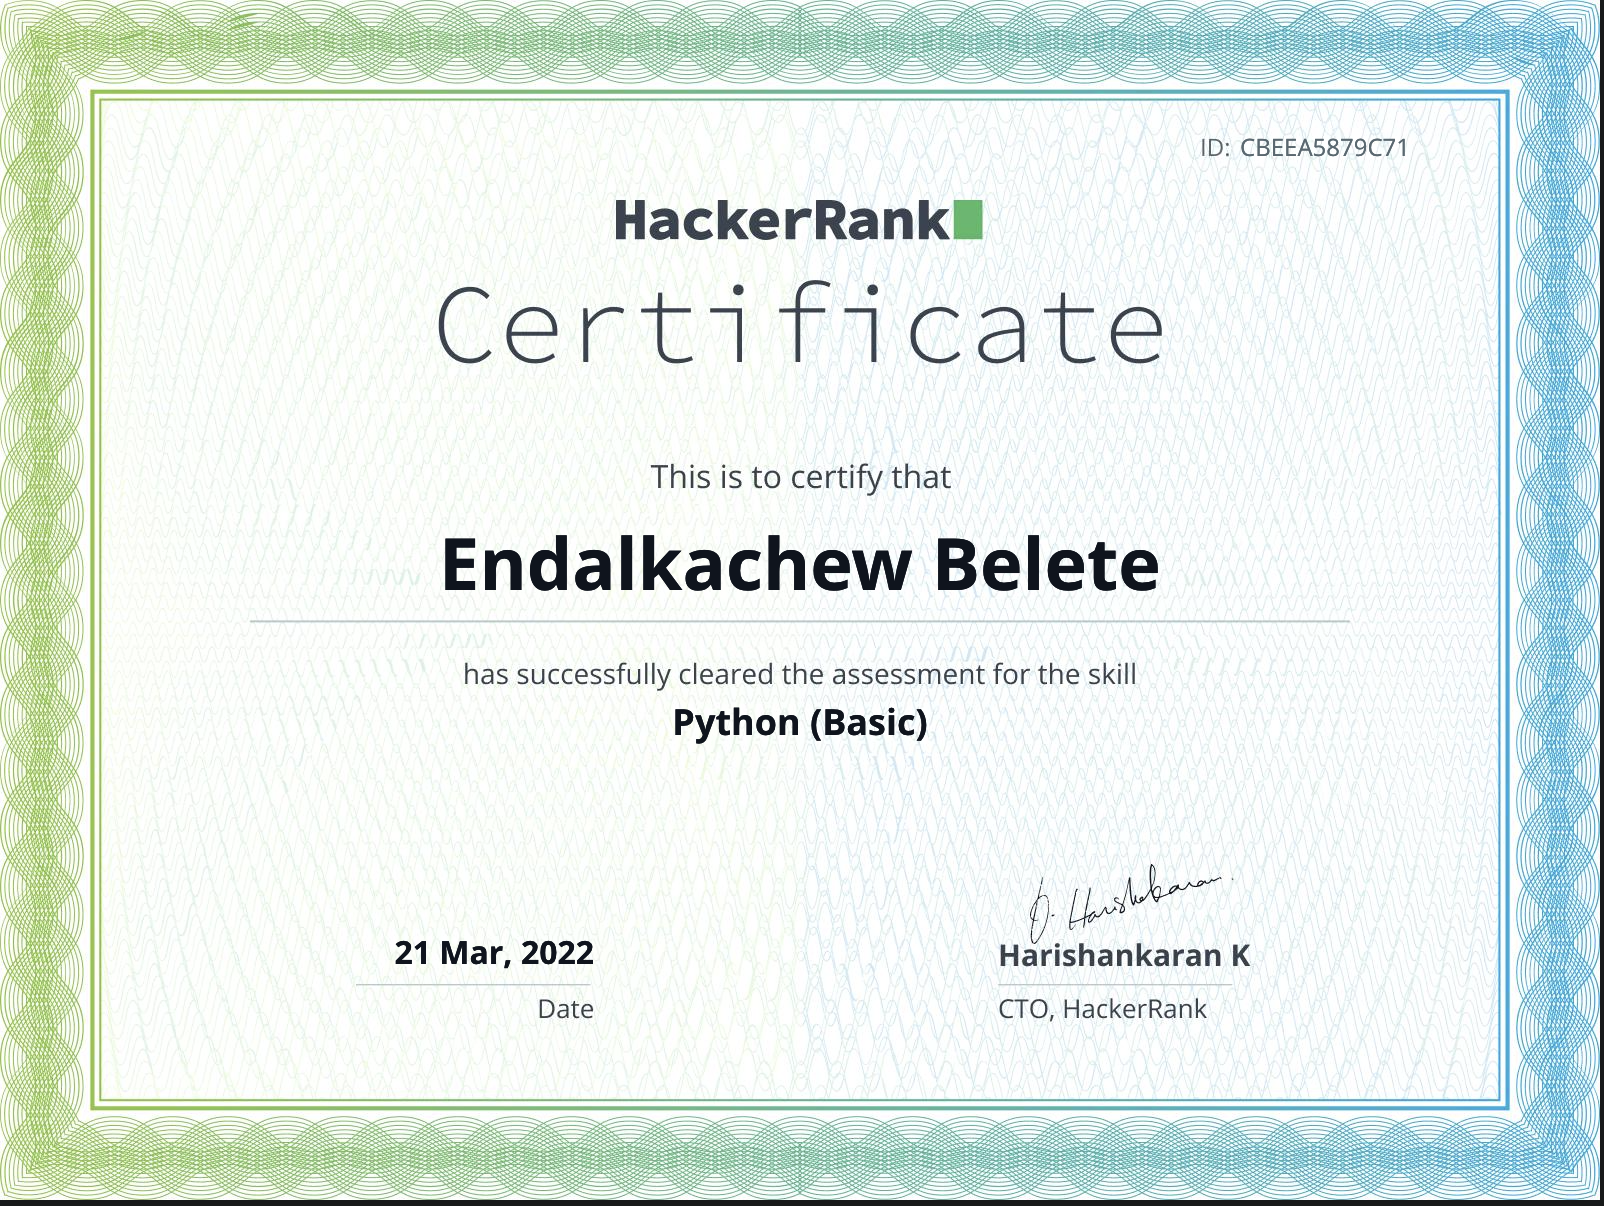 ID: CBEEA5879C71
HackerRank
Certificate
This is to certify that
Endalkachew Belete
has successfully cleared the assessment for the skill
Python (Basic)
21 Mar, 2022
Date
Harishankaran K
CTO, HackerRank